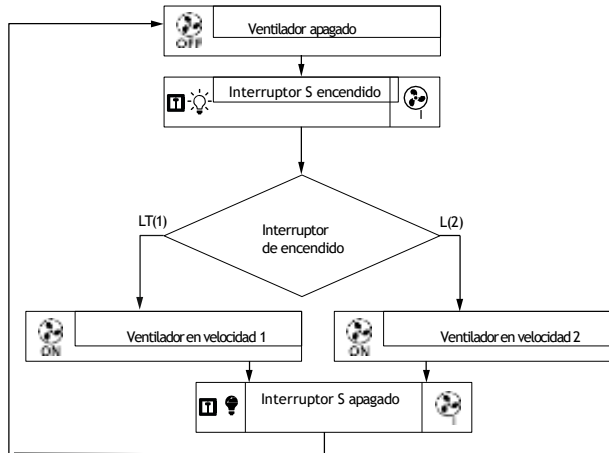 OFF
Ventilador apagado
T
Interruptor S encendido
I
LT(1)
Interruptor
de encendido
L(2)
ON
Ventilador en velocidad 1
ON
Ventilador en velocidad 2
T
Interruptor S apagado
I